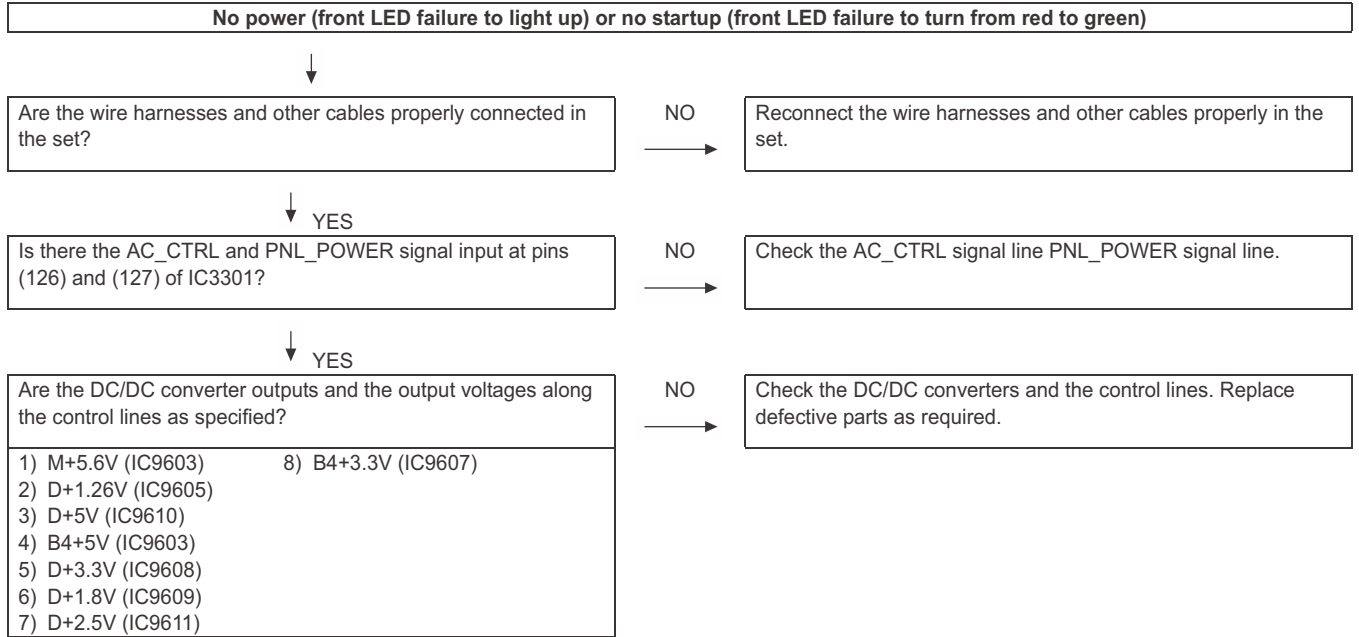 No power (front LED failure to light up) or no startup (front LED failure to turn from red to green)
Are the wire harnesses and other cables properly connected in
the set?
NO
Reconnect the wire harnesses and other cables properly in the
set.
YES
Is there the AC_CTRL and PNL_POWER signal input at pins
(126) and (127) of IC3301?
NO
Check the AC_CTRL signal line PNL_POWER signal line.
YES
Are the DC/DC converter outputs and the output voltages along
the control lines as specified?
NO
Check the DC/DC converters and the control lines. Replace
defective parts as required.
1) M+5.6V (IC9603)
2) D+1.26V (IC9605)
3) D+5V (IC9610)
4) B4+5V (IC9603)
5) D+3.3V (IC9608)
6) D+1.8V (IC9609)
7) D+2.5V (IC9611)
8) B4+3.3V (IC9607)